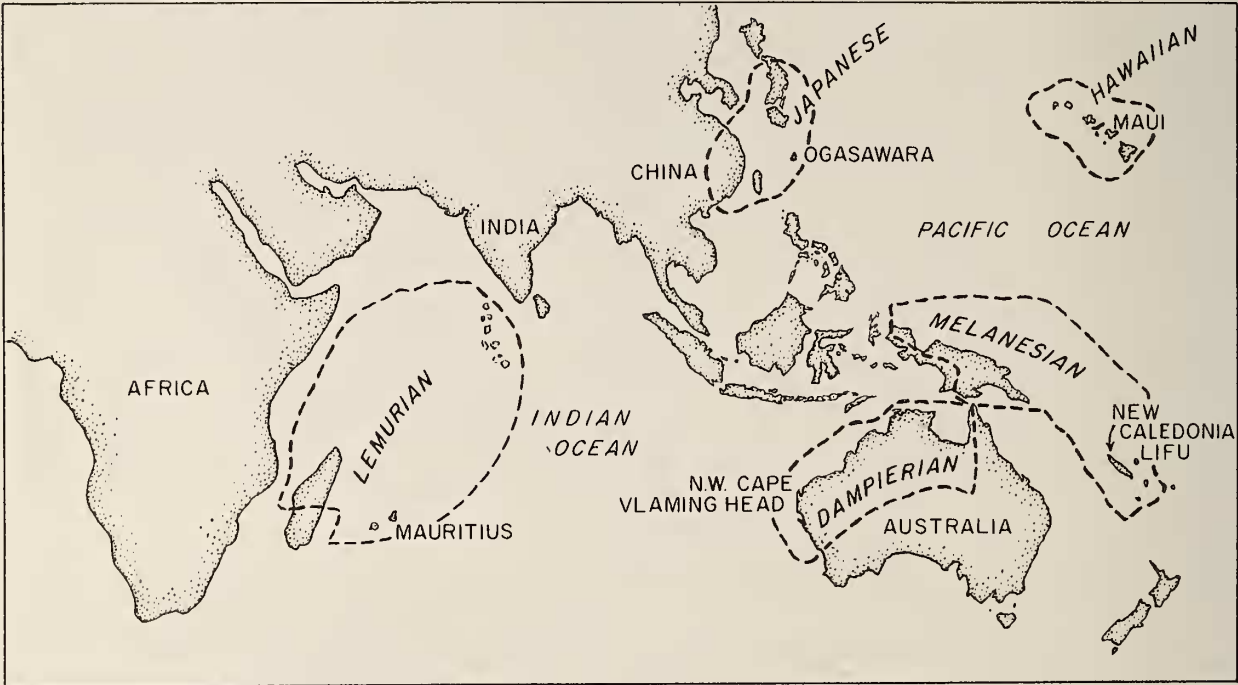 JAPANESE
HAWAIIAN
MAUI
OGASAWARA
CHINA
INDIA
PACIFIC OCEAN
MELANESIAN
AFRICA
LEMURIAN
INDIAN
OCEAN
NEW
CALEDONIA
LIFU
N.W. CAPE
VLAMING HEAD
DAMPIERIAN
AUSTRALIA
MAURITIUS